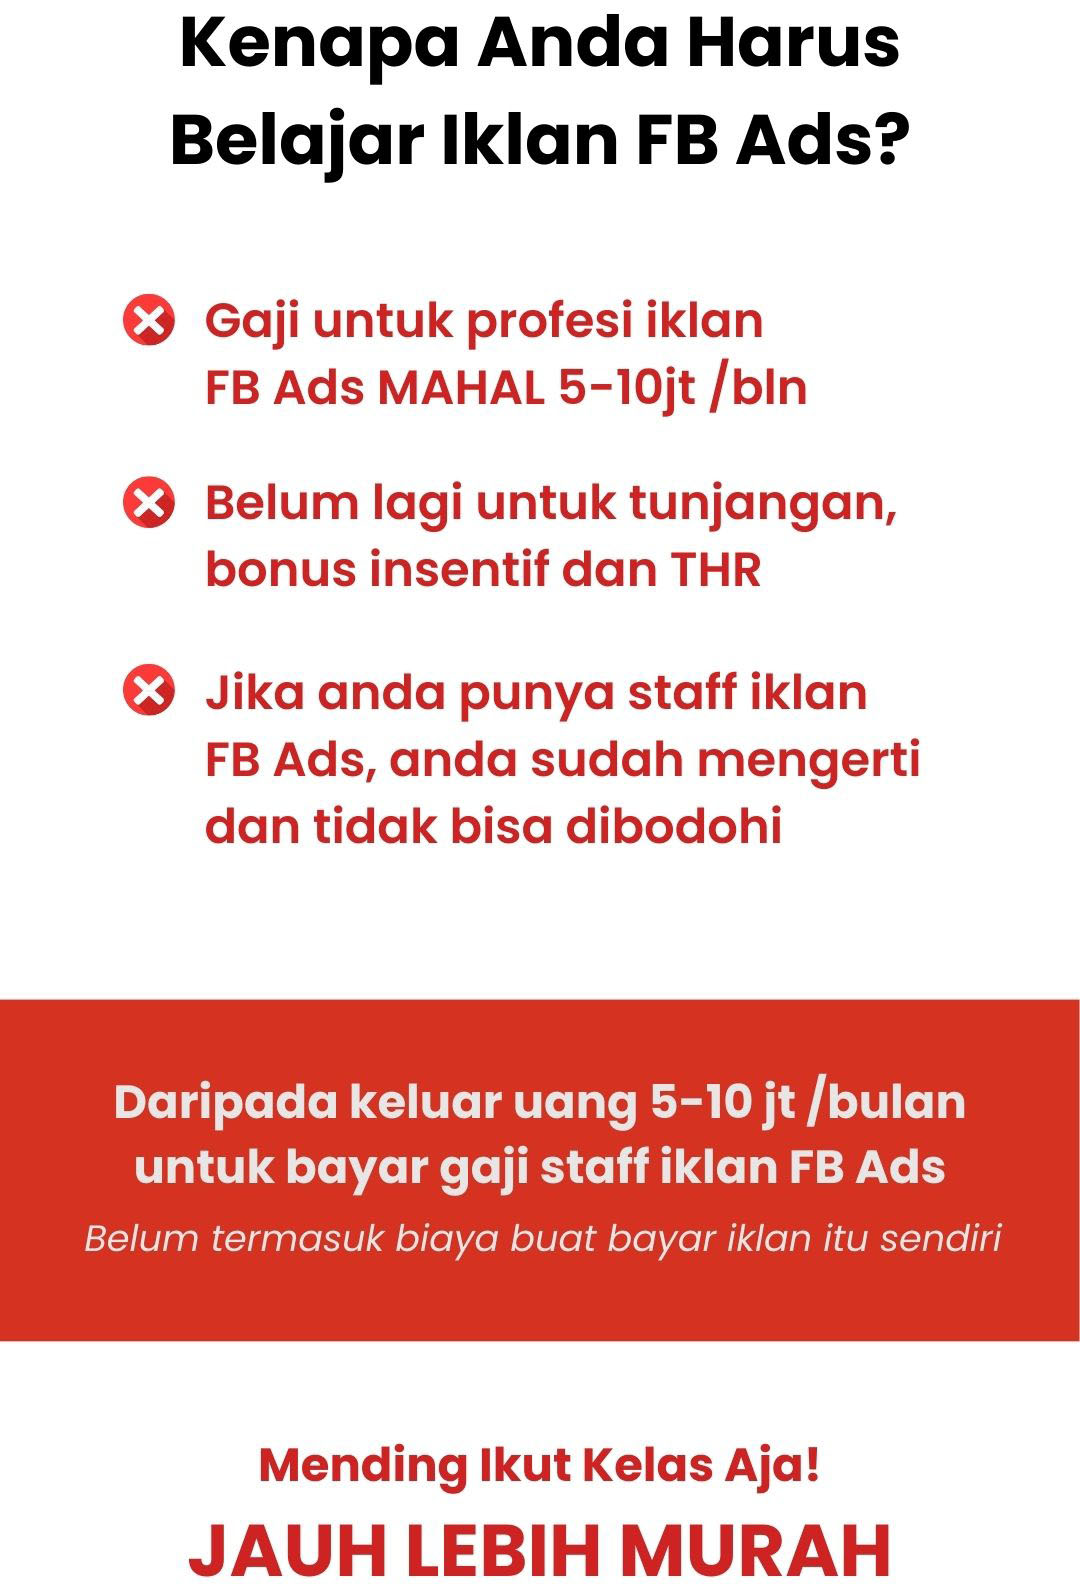 Kenapa Anda Harus
Belajar Iklan FB Ads?
Gaji untuk profesi iklan
FB Ads MAHAL 5-10jt /bln
Belum lagi untuk tunjangan,
bonus insentif dan THR
Jika anda punya staff iklan
FB Ads, anda sudah mengerti
dan tidak bisa dibodohi
Daripada keluar uang 5-10 jt /bulan
untuk bayar gaji staff iklan FB Ads
Belum termasuk biaya buat bayar iklan itu sendiri
Mending Ikut Kelas Aja!
JAUH LEBIH MURAH